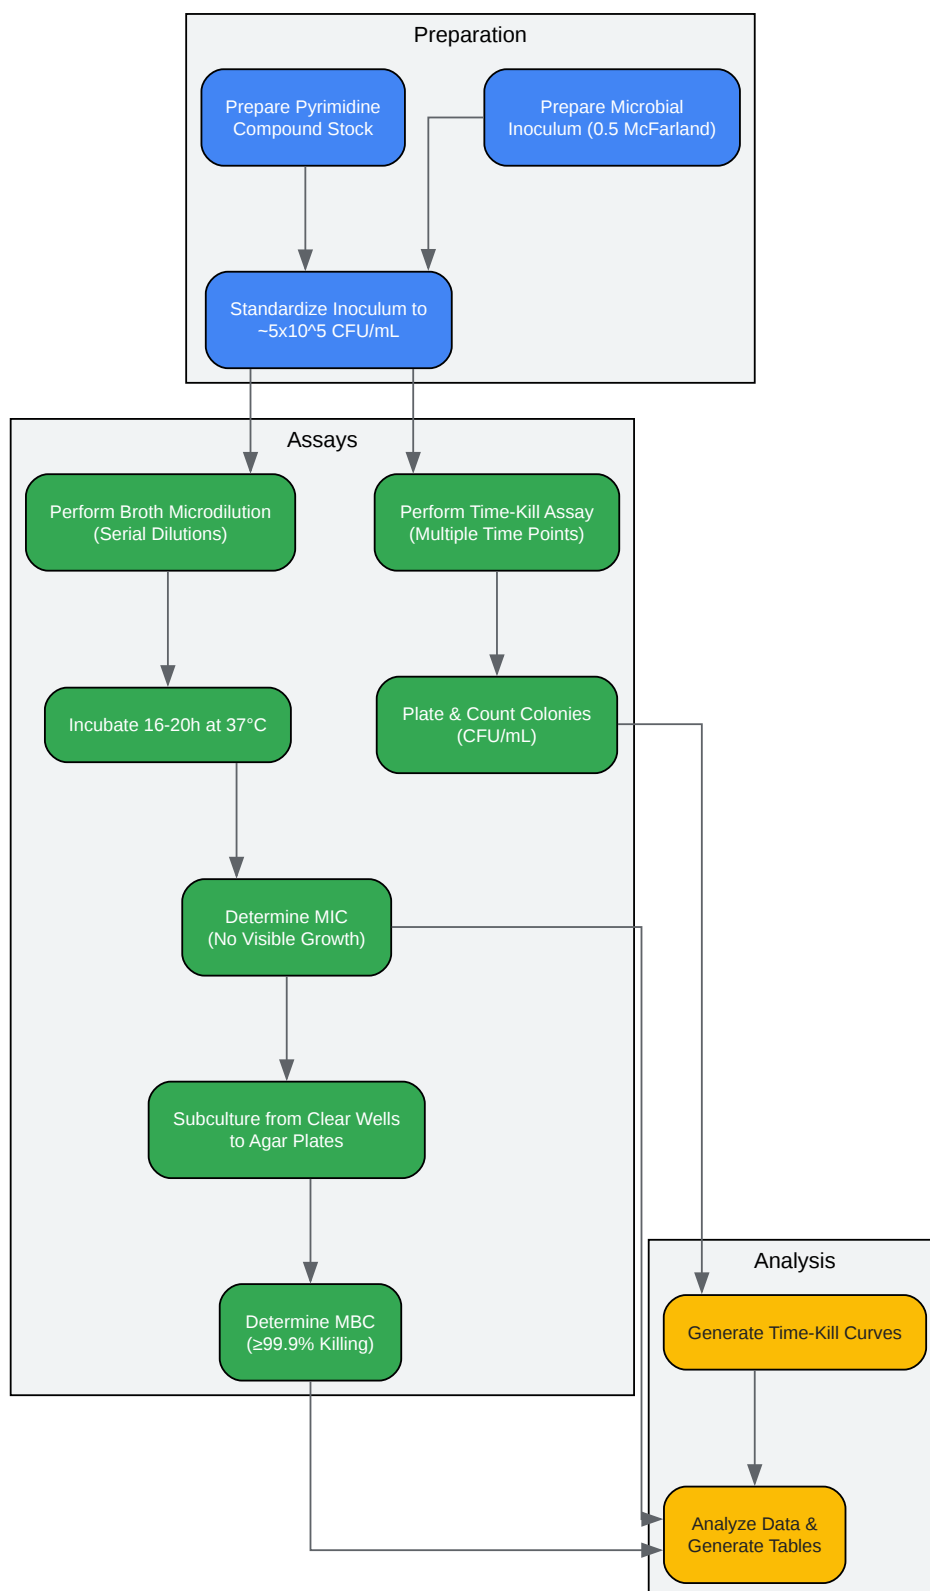 Preparation
Prepare Pyrimidine
Compound Stock
Prepare Microbial
Inoculum (0.5 McFarland)
Standardize Inoculum to
~5x10^5 CFU/mL
Assays
Perform Broth Microdilution
(Serial Dilutions)
Perform Time-Kill Assay
(Multiple Time Points)
Incubate 16-20h at 37°C
Plate & Count Colonies
(CFU/mL)
Determine MIC
(No Visible Growth)
Subculture from Clear Wells
to Agar Plates
Determine MBC
(≥99.9% Killing)
Analysis
Generate Time-Kill Curves
Analyze Data &
Generate Tables